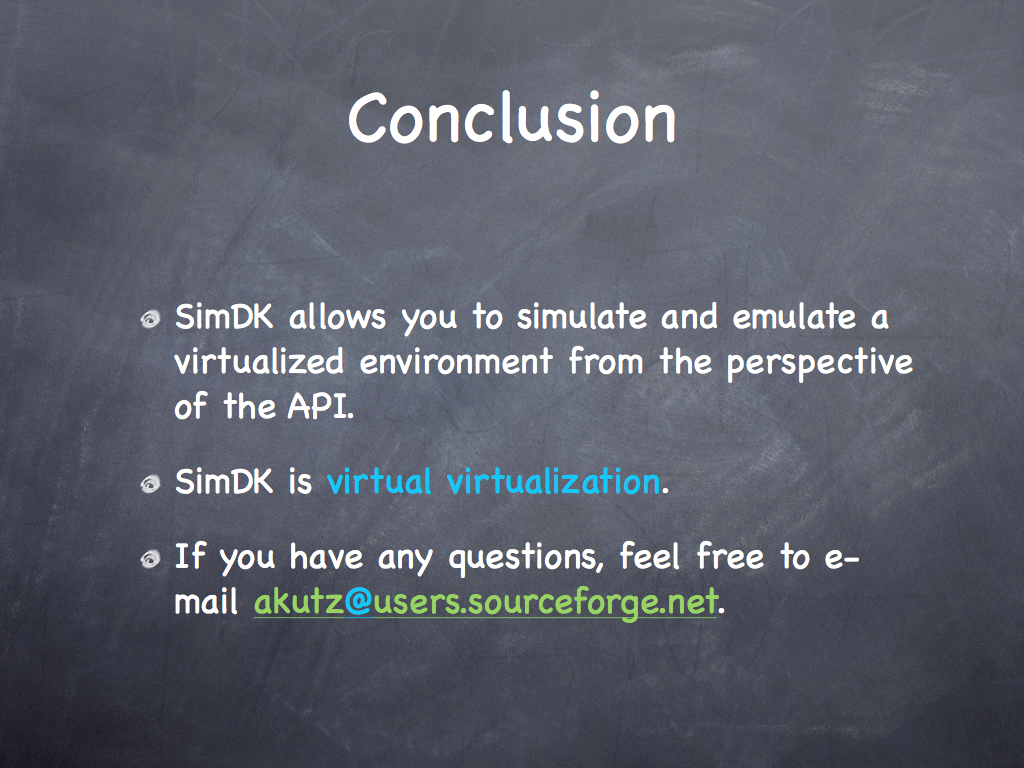 Conclusion
SimDK allows you to simulate and emulate a
virtualized environment from the perspective
of the API.
SimDK is virtual virtualization.
If you have any questions, feel free to e-
mail akutz@users.sourceforge.net.